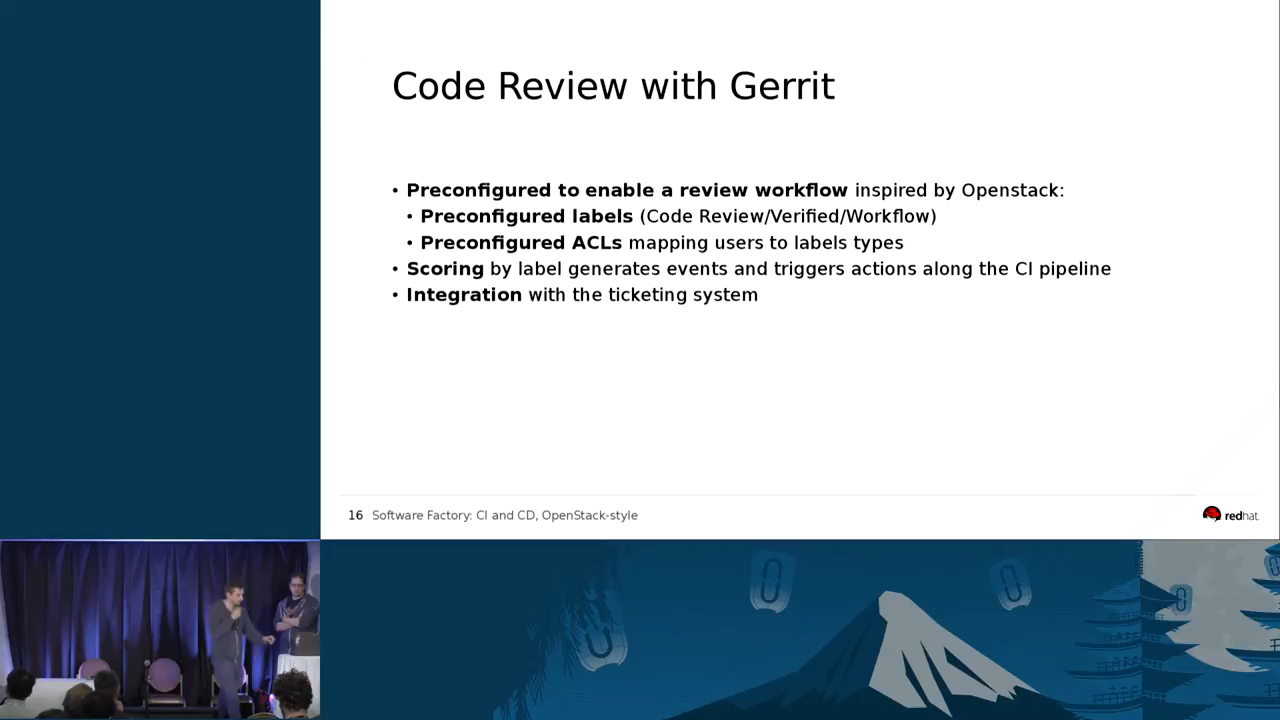 Code Review with Gerrit
• Preconfigured to enable a review workflow inspired by Openstack:
• Preconfigured labels (Code Review/Verified/Workflow)
• Preconfigured ACLs mapping users to labels types
• Scoring by label generates events and triggers actions along the CI pipeline
• Integration with the ticketing system
16 Software Factory: CI and CD, OpenStack-style
redhat.